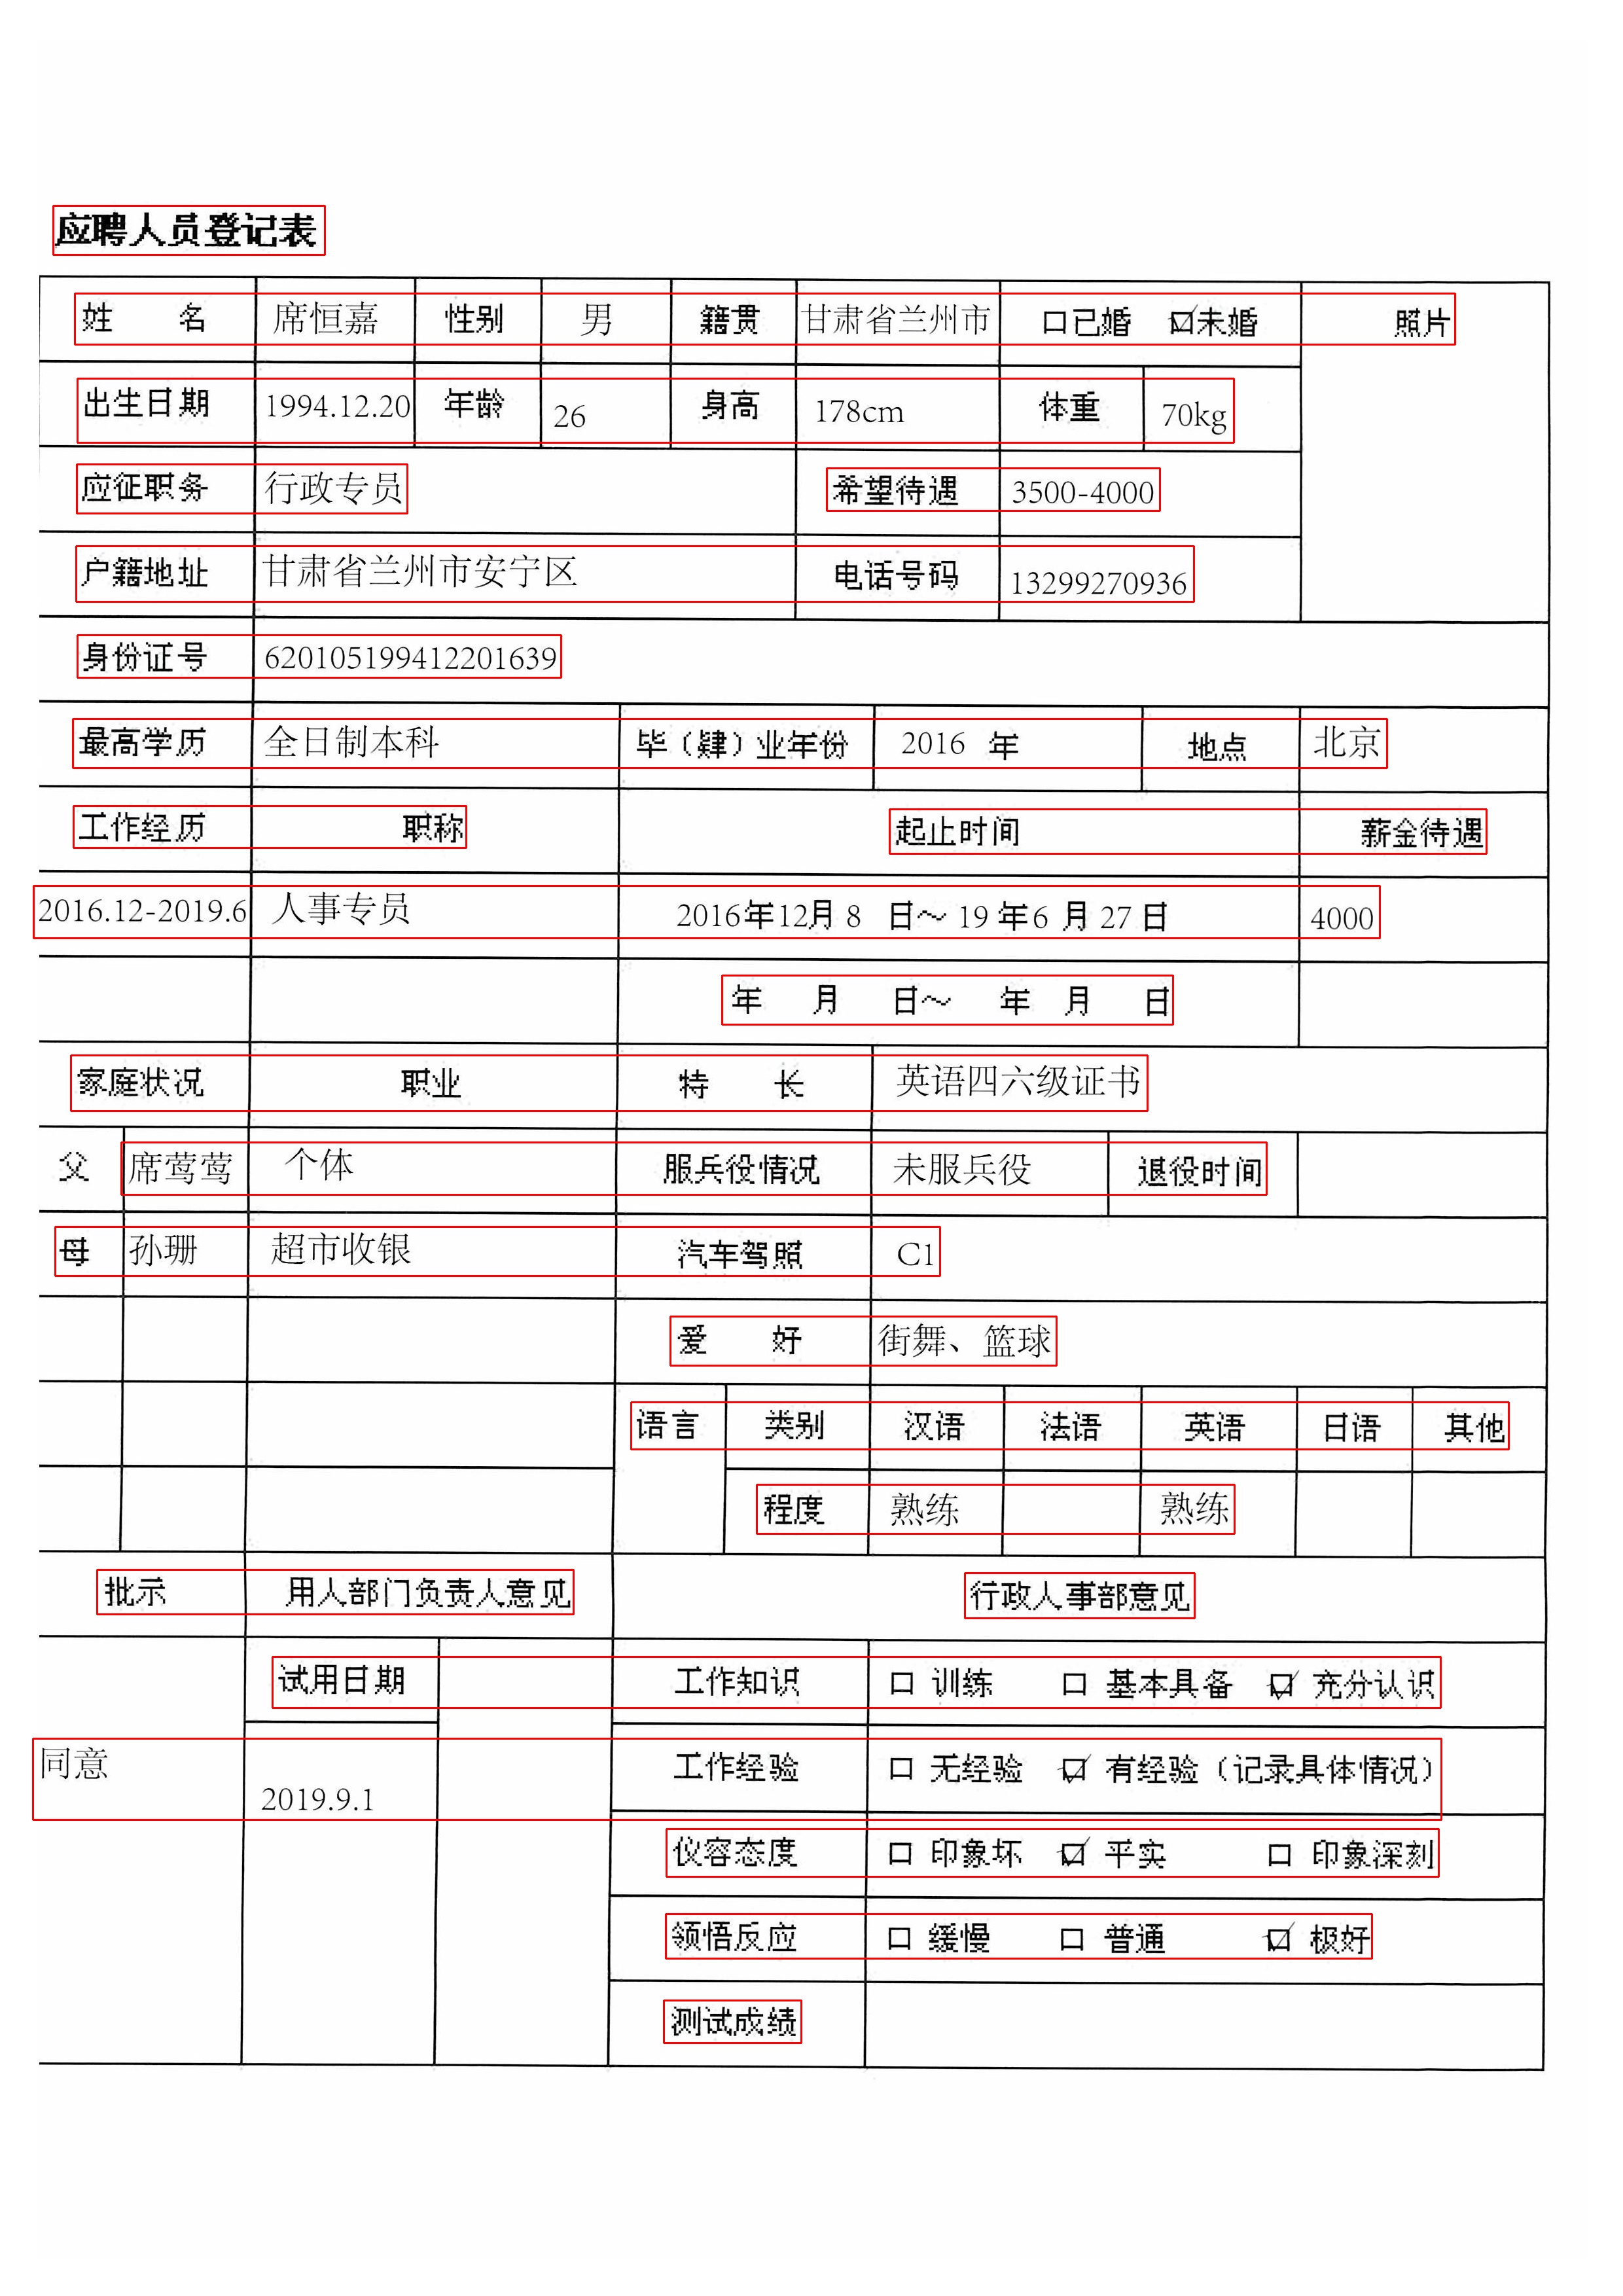 应聘人员登记表
姓 名 席恒嘉 性别 男 籍贯 甘肃省兰州市 □已婚 ☑未婚 照片
出生日期 1994.12.20 年龄 26 身高 178cm 体重 70kg
应征职务 行政专员 希望待遇 3500-4000
户籍地址 甘肃省兰州市安宁区 电话号码 13299270936
身份证号 620105199412201639
最高学历 全日制本科 毕（肄）业年份 2016 年 地点 北京
工作经历 职称 起止时间 薪金待遇
2016.12-2019.6 人事专员 2016年12月 8 日～ 19 年6 月 27 日 4000
年 月 日～ 年 月 日
家庭状况 职业 特 长 英语四六级证书
父 席莺莺 个体 服兵役情况 未服兵役 退役时间
母 孙珊 超市收银 汽车驾照 C1
爱 好 街舞、篮球
语言 类别 汉语 法语 英语 日语 其他
程度 熟练 熟练
批示 用人部门负责人意见 行政人事部意见
试用日期 工作知识 □ 训练 □ 基本具备 ☑ 充分认识
同意 2019.9.1 工作经验 □ 无经验 ☑ 有经验（记录具体情况）
仪容态度 □ 印象坏 ☑ 平实 □ 印象深刻
领悟反应 □ 缓慢 □ 普通 ☑ 极好
测试成绩